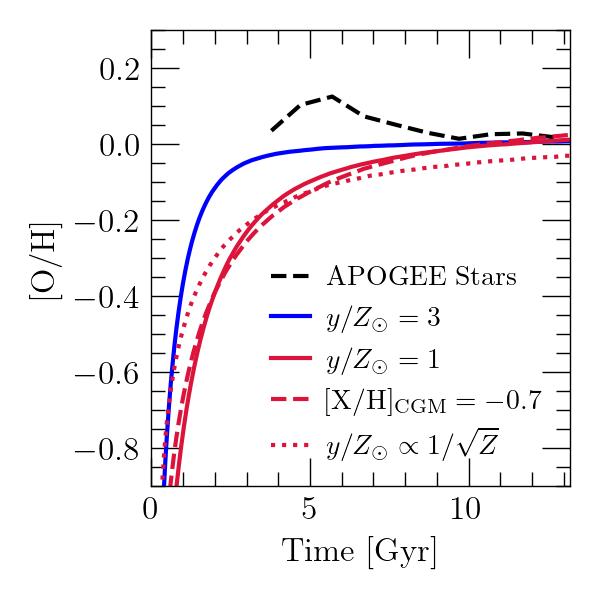 0.2
0.0
−0.2
−0.4
−0.6
−0.8
[O/H]
APOGEE Stars
y/Z⊙ = 3
y/Z⊙ = 1
[X/H]CGM = −0.7
y/Z⊙ ∝ 1/√Z
0 5 10
Time [Gyr]